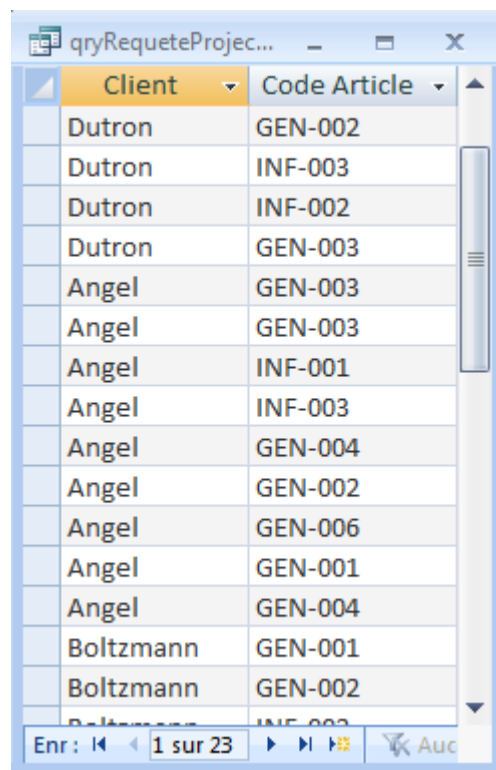 qryRequeteProjec...
Client Code Article
Dutron GEN-002
Dutron INF-003
Dutron INF-002
Dutron GEN-003
Angel GEN-003
Angel GEN-003
Angel INF-001
Angel INF-003
Angel GEN-004
Angel GEN-002
Angel GEN-006
Angel GEN-001
Angel GEN-004
Boltzmann GEN-001
Boltzmann GEN-002
Enr : 1 sur 23 Auc